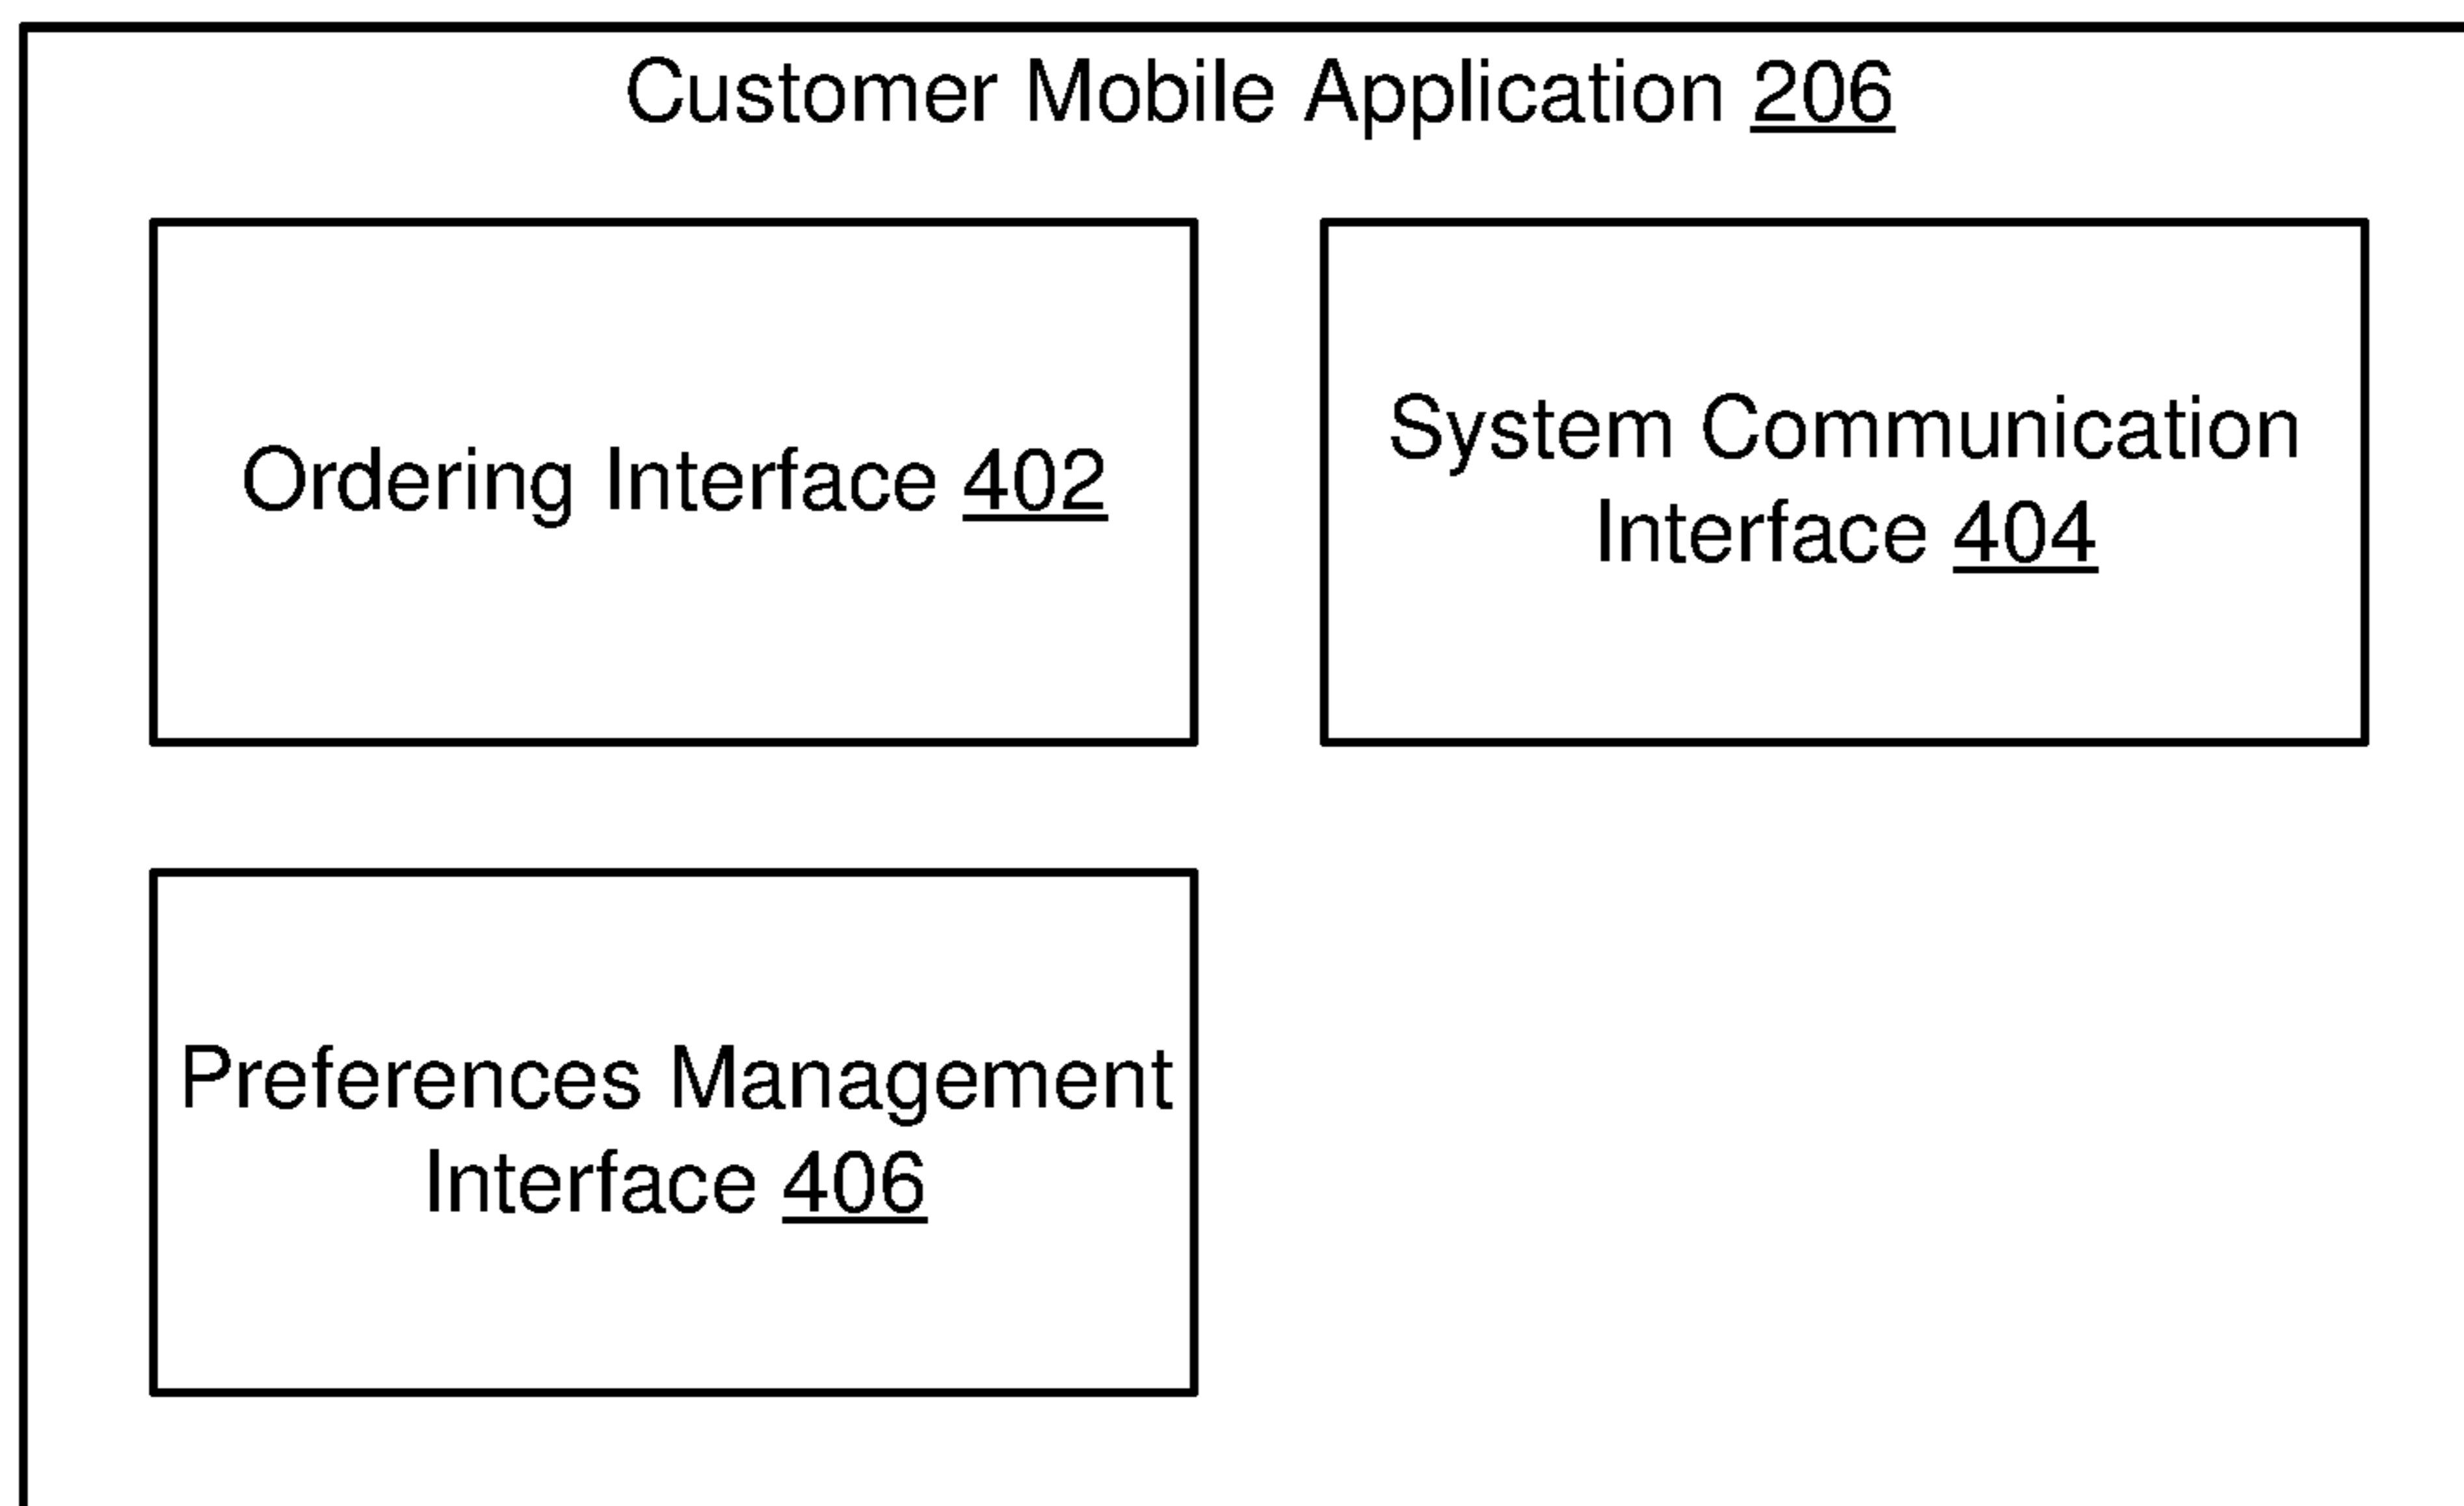 Customer Mobile Application 206
Ordering Interface 402
System Communication
Interface 404
Preferences Management
Interface 406